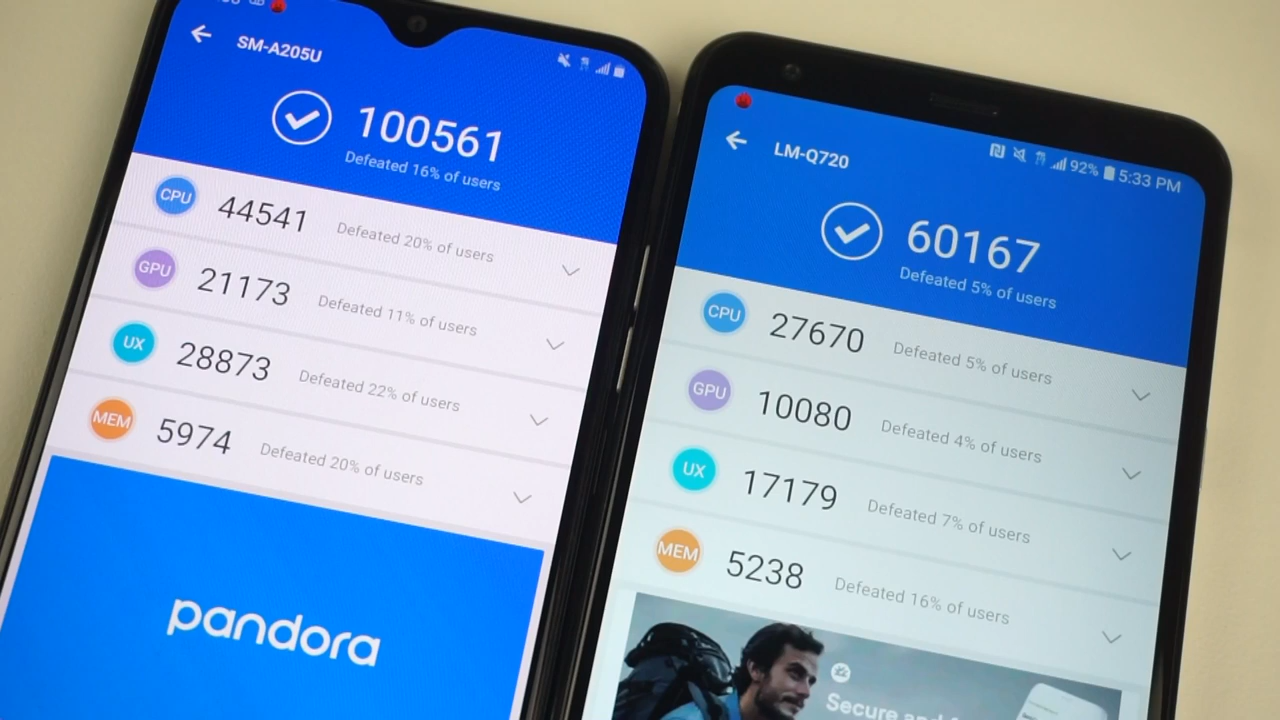 SM-A205U
100561
Defeated 16% of users
CPU 44541 Defeated 20% of users
GPU 21173 Defeated 11% of users
UX 28873 Defeated 22% of users
MEM 5974 Defeated 20% of users
pandora
92% 5:33 PM
LM-Q720
60167
Defeated 5% of users
CPU 27670 Defeated 5% of users
GPU 10080 Defeated 4% of users
UX 17179 Defeated 7% of users
MEM 5238 Defeated 16% of users
Secure and